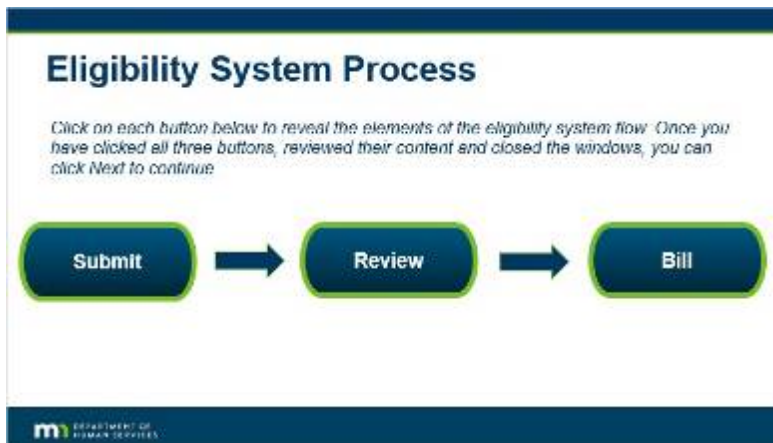 Eligibility System Process
Click on each button below to reveal the elements of the eligibility system flow. Once you
have clicked all three buttons, reviewed their content and closed the windows, you can
click Next to continue
Submit
Review
Bill
mn DEPARTMENT OF
HUMAN SERVICES